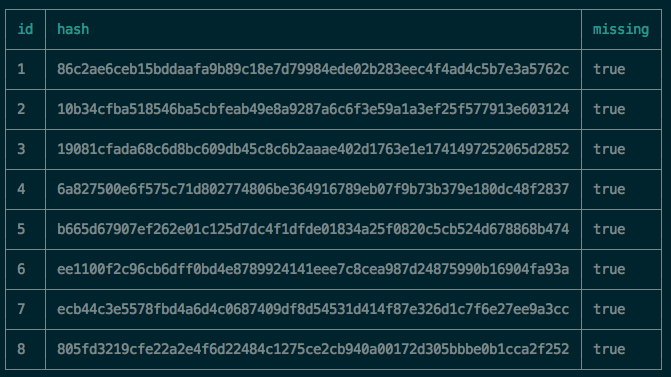 id hash missing
1 86c2ae6ceb15bddaafa9b89c18e7d79984ede02b283eec4f4ad4c5b7e3a5762c true
2 10b34cfba518546ba5cbfeab49e8a9287a6c6f3e59a1a3ef25f577913e603124 true
3 19081cfada68c6d8bc609db45c8c6b2aaae402d1763e1e1741497252065d2852 true
4 6a827500e6f575c71d802774806be364916789eb07f9b73b379e180dc48f2837 true
5 b665d67907ef262e01c125d7dc4f1dfde01834a25f0820c5cb524d678868b474 true
6 ee1100f2c96cb6dff0bd4e8789924141eee7c8cea987d24875990b16904fa93a true
7 ecb44c3e5578fbd4a6d4c0687409df8d54531d414f87e326d1c7f6e27ee9a3cc true
8 805fd3219cfe22a2e4f6d22484c1275ce2cb940a00172d305bbbe0b1cca2f252 true